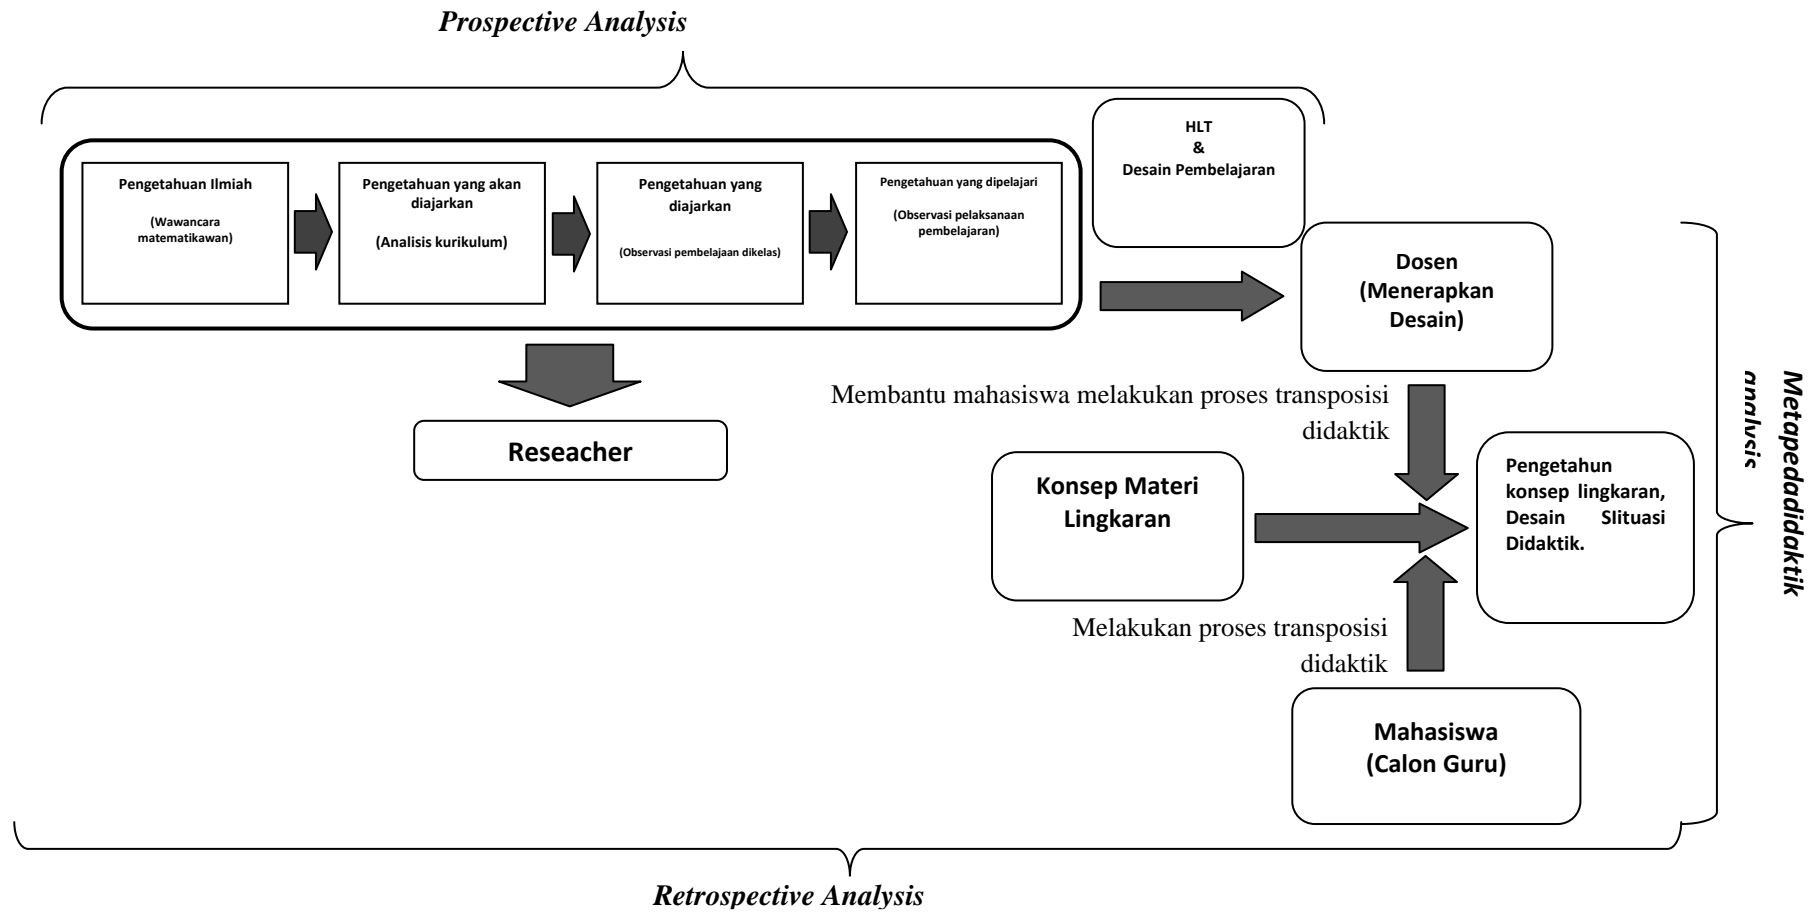 Prospective Analysis
Pengetahuan Ilmiah
(Wawancara
matematikawan)
Pengetahuan yang akan
diajarkan
(Analisis kurikulum)
Pengetahuan yang
diajarkan
(Observasi pembelajaan dikelas)
Pengetahuan yang dipelajari
(Observasi pelaksanaan
pembelajaran)
HLT
&
Desain Pembelajaran
Dosen
(Menerapkan
Desain)
Reseacher
Membantu mahasiswa melakukan proses transposisi
didaktik
Konsep Materi
Lingkaran
Pengetahun
konsep lingkaran,
Desain SIituasi
Didaktik.
Melakukan proses transposisi
didaktik
Mahasiswa
(Calon Guru)
Metapedadidaktik
analysis
Retrospective Analysis